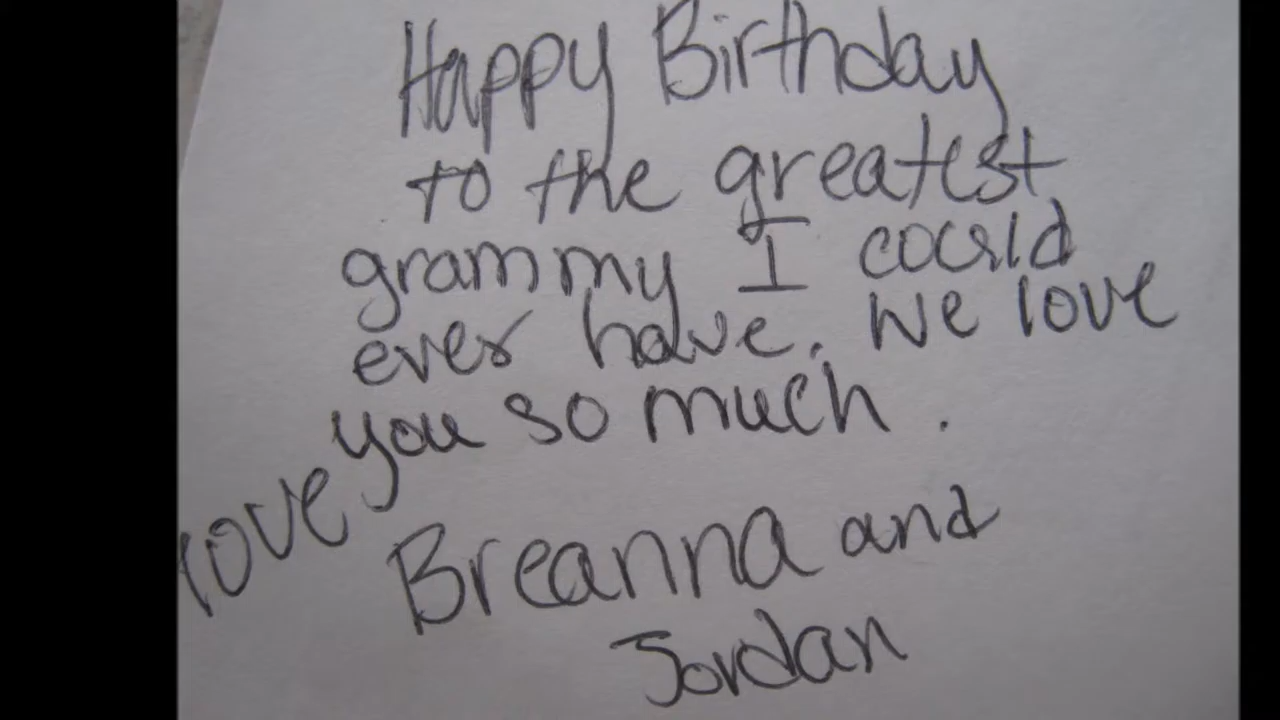 Happy Birthday
to the greatest
grammy I could
ever have. We love
you so much.
love
Breanna and
Jordan